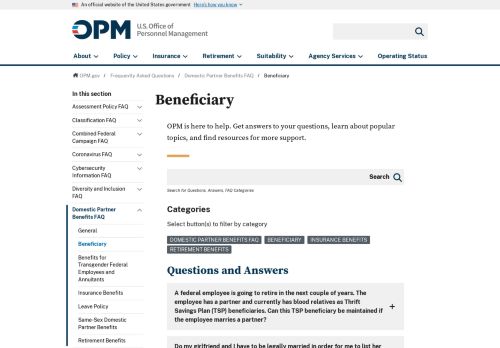 An official website of the United States government Here's how you know
OPM
U.S. Office of
Personnel Management
About
Policy
Insurance
Retirement
Suitability
Agency Services
Operating Status
OPM.gov / Frequently Asked Questions / Domestic Partner Benefits FAQ / Beneficiary
In this section
Assessment Policy FAQ
Classification FAQ
Combined Federal
Campaign FAQ
Coronavirus FAQ
Cybersecurity
Information FAQ
Diversity and Inclusion
FAQ
Domestic Partner
Benefits FAQ
General
Beneficiary
Benefits for
Transgender Federal
Employees and
Annuitants
Insurance Benefits
Leave Policy
Same-Sex Domestic
Partner Benefits
Retirement Benefits
Beneficiary
OPM is here to help. Get answers to your questions, learn about popular
topics, and find resources for more support.
Search
Search for Questions, Answers, FAQ Categories
Categories
Select button(s) to filter by category
DOMESTIC PARTNER BENEFITS FAQ
BENEFICIARY
INSURANCE BENEFITS
RETIREMENT BENEFITS
Questions and Answers
A federal employee is going to retire in the next couple of years. The
employee has a partner and currently has blood relatives as Thrift
Savings Plan (TSP) beneficiaries. Can this TSP beneficiary be maintained if
the employee marries a partner?
Do my girlfriend and I have to be legally married in order for me to list her